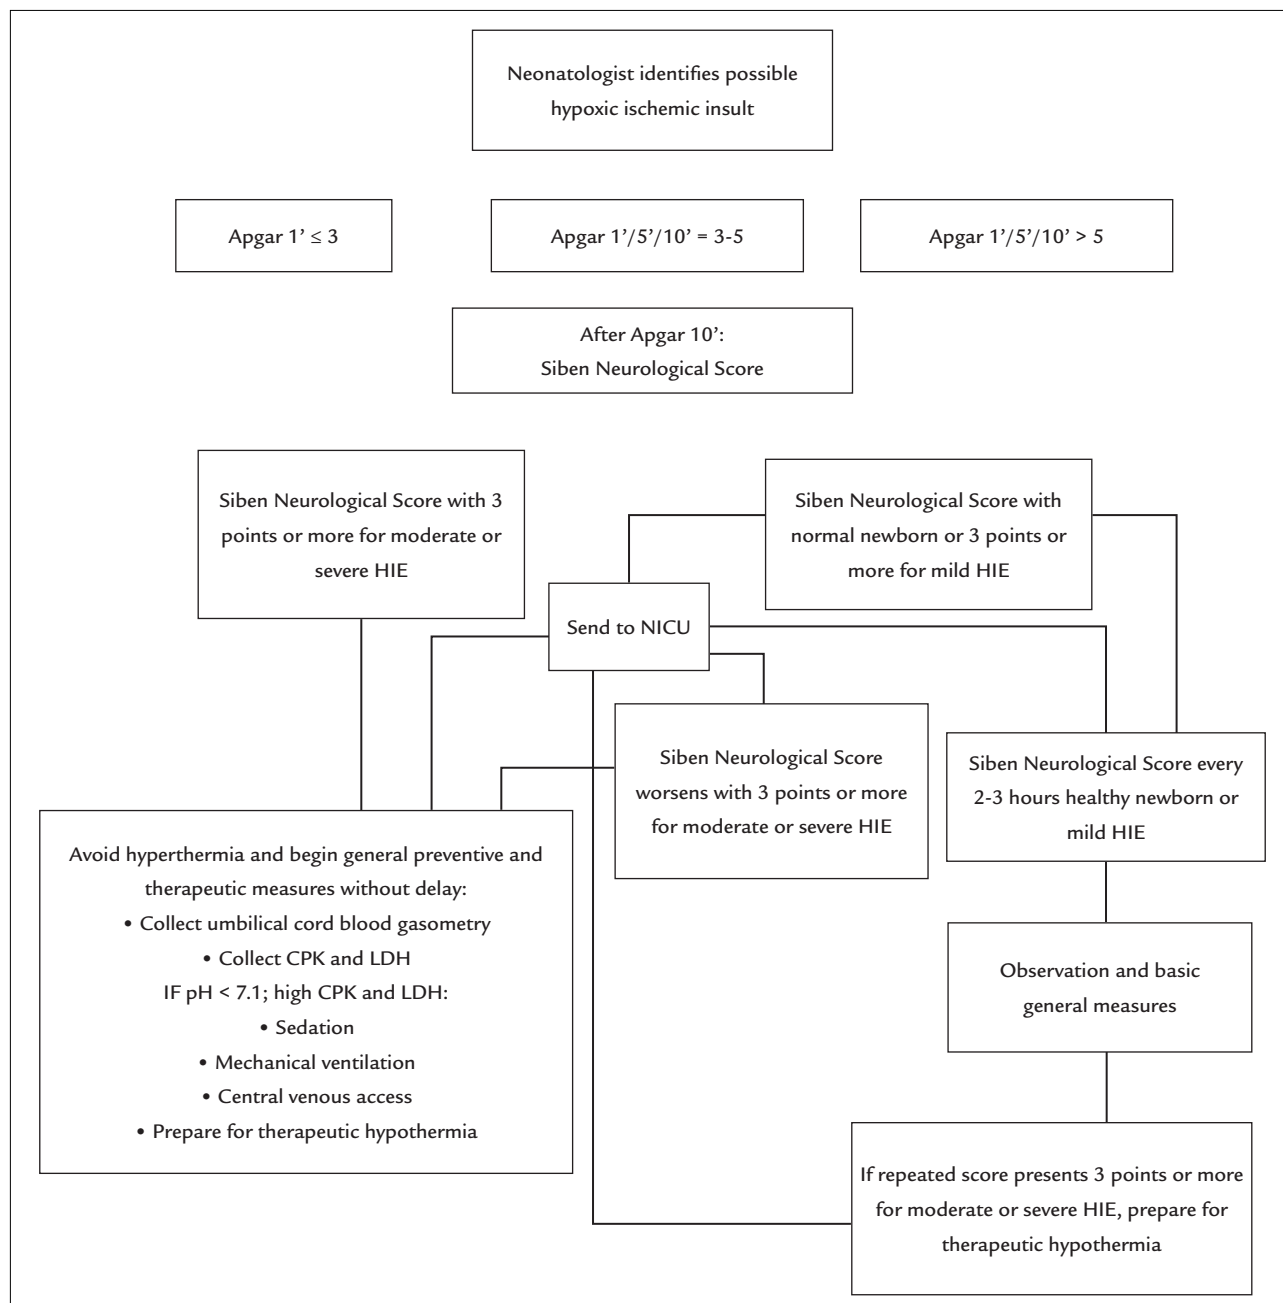 Neonatologist identifies possible
hypoxic ischemic insult
Apgar 1’ ≤ 3
Apgar 1’/5’/10’ = 3-5
Apgar 1’/5’/10’ > 5
After Apgar 10’:
Siben Neurological Score
Siben Neurological Score with 3
points or more for moderate or
severe HIE
Siben Neurological Score with
normal newborn or 3 points or
more for mild HIE
Send to NICU
Siben Neurological Score
worsens with 3 points or more
for moderate or severe HIE
Siben Neurological Score every
2-3 hours healthy newborn or
mild HIE
Avoid hyperthermia and begin general preventive and
therapeutic measures without delay:
• Collect umbilical cord blood gasometry
• Collect CPK and LDH
IF pH < 7.1; high CPK and LDH:
• Sedation
• Mechanical ventilation
• Central venous access
• Prepare for therapeutic hypothermia
Observation and basic
general measures
If repeated score presents 3 points or more
for moderate or severe HIE, prepare for
therapeutic hypothermia